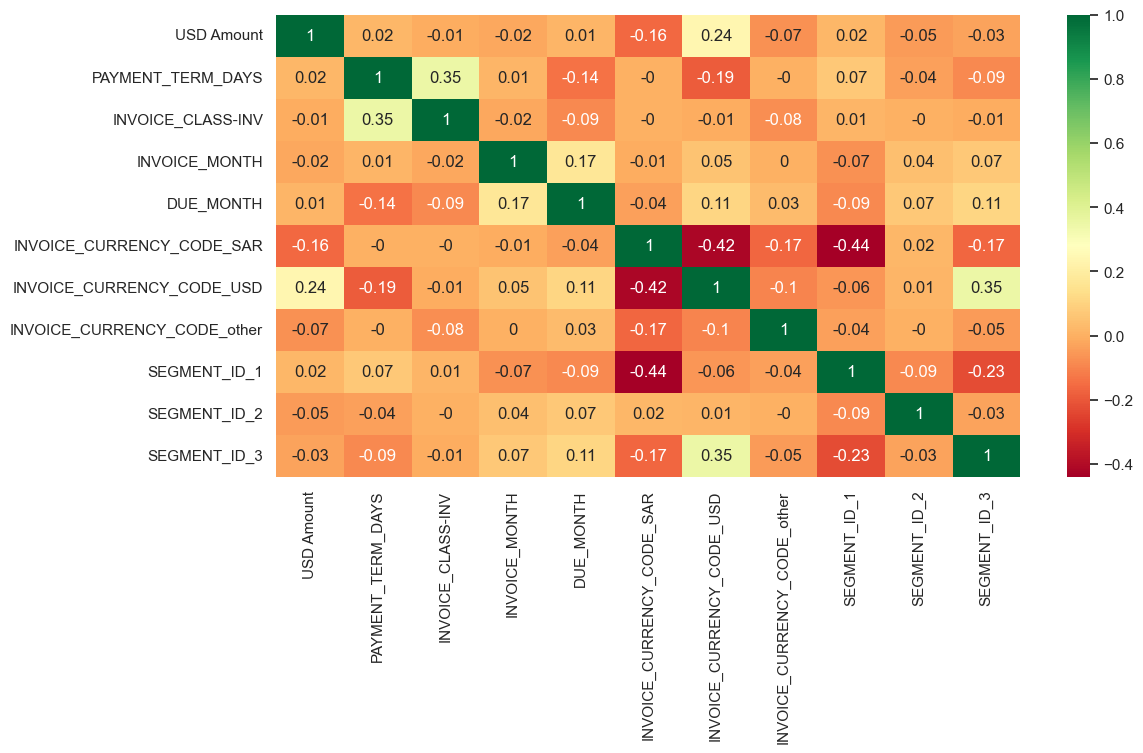 USD Amount 1 0.02 -0.01 -0.02 0.01 -0.16 0.24 -0.07 0.02 -0.05 -0.03
PAYMENT_TERM_DAYS 0.02 1 0.35 0.01 -0.14 -0 -0.19 -0 0.07 -0.04 -0.09
INVOICE_CLASS-INV -0.01 0.35 1 -0.02 -0.09 -0 -0.01 -0.08 0.01 -0 -0.01
INVOICE_MONTH -0.02 0.01 -0.02 1 0.17 -0.01 0.05 0 -0.07 0.04 0.07
DUE_MONTH 0.01 -0.14 -0.09 0.17 1 -0.04 0.11 0.03 -0.09 0.07 0.11
INVOICE_CURRENCY_CODE_SAR -0.16 -0 -0 -0.01 -0.04 1 -0.42 -0.17 -0.44 0.02 -0.17
INVOICE_CURRENCY_CODE_USD 0.24 -0.19 -0.01 0.05 0.11 -0.42 1 -0.1 -0.06 0.01 0.35
INVOICE_CURRENCY_CODE_other -0.07 -0 -0.08 0 0.03 -0.17 -0.1 1 -0.04 -0 -0.05
SEGMENT_ID_1 0.02 0.07 0.01 -0.07 -0.09 -0.44 -0.06 -0.04 1 -0.09 -0.23
SEGMENT_ID_2 -0.05 -0.04 -0 0.04 0.07 0.02 0.01 -0 -0.09 1 -0.03
SEGMENT_ID_3 -0.03 -0.09 -0.01 0.07 0.11 -0.17 0.35 -0.05 -0.23 -0.03 1
USD Amount
PAYMENT_TERM_DAYS
INVOICE_CLASS-INV
INVOICE_MONTH
DUE_MONTH
INVOICE_CURRENCY_CODE_SAR
INVOICE_CURRENCY_CODE_USD
INVOICE_CURRENCY_CODE_other
SEGMENT_ID_1
SEGMENT_ID_2
SEGMENT_ID_3
1.0
0.8
0.6
0.4
0.2
0.0
−0.2
−0.4